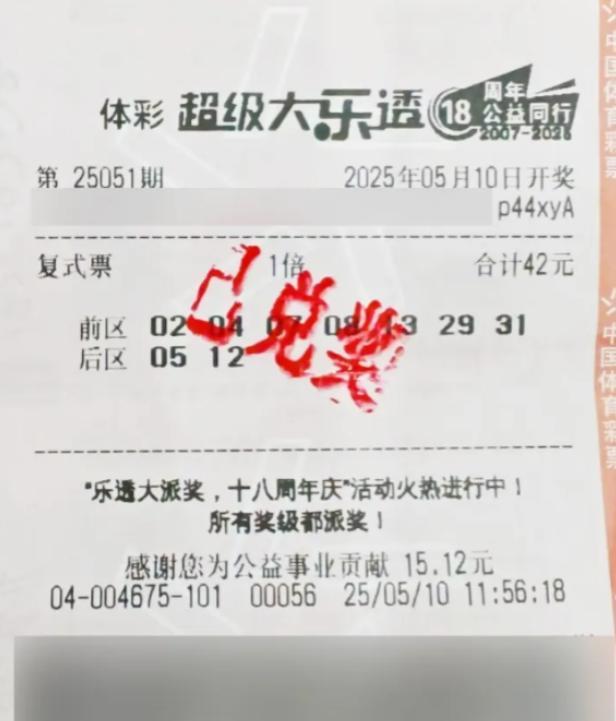 体彩 超级大乐透 18 周年 公益同行 2007-2025
第 25051期 2025年05月10日开奖
p44xyA
复式票 1倍 合计42元
前区 02 04 07 08 13 29 31
后区 05 12
已兑奖
“乐透大派奖，十八周年庆”活动火热进行中！
所有奖级都派奖！
感谢您为公益事业贡献 15.12元
04-004675-101 00056 25/05/10 11:56:18
中国体育彩票
中国体育彩票